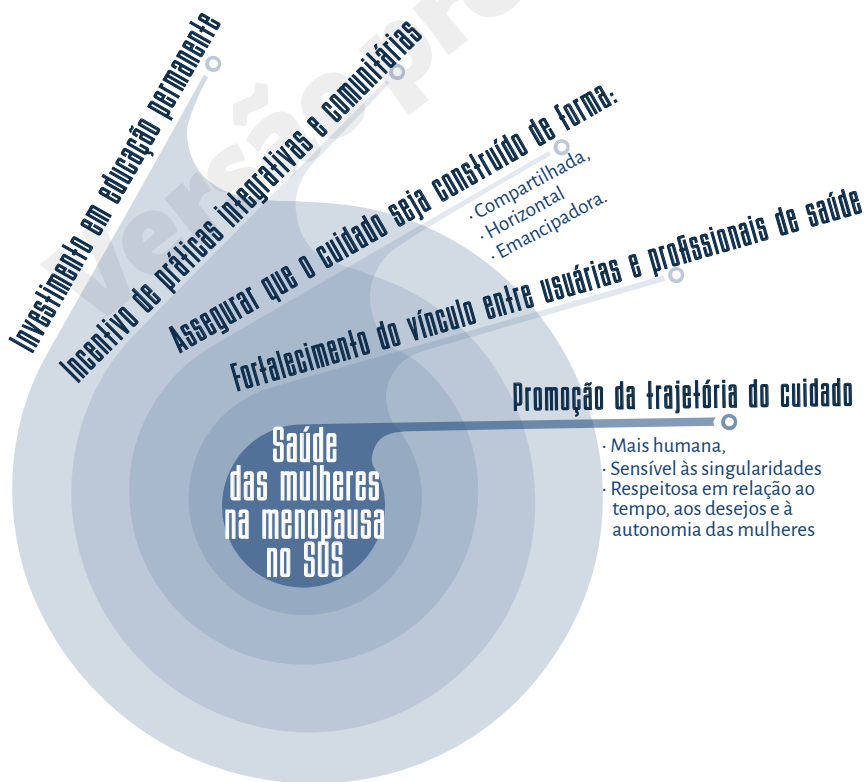 Investimento em educação permanente
Incentivo de práticas integrativas e comunitárias
Assegurar que o cuidado seja construído de forma:
· Compartilhada,
· Horizontal
· Emancipadora.
Fortalecimento do vínculo entre usuárias e profissionais de saúde
Promoção da trajetória do cuidado
· Mais humana,
· Sensível às singularidades
· Respeitosa em relação ao
tempo, aos desejos e à
autonomia das mulheres
Saúde
das mulheres
na menopausa
no SUS
Versão